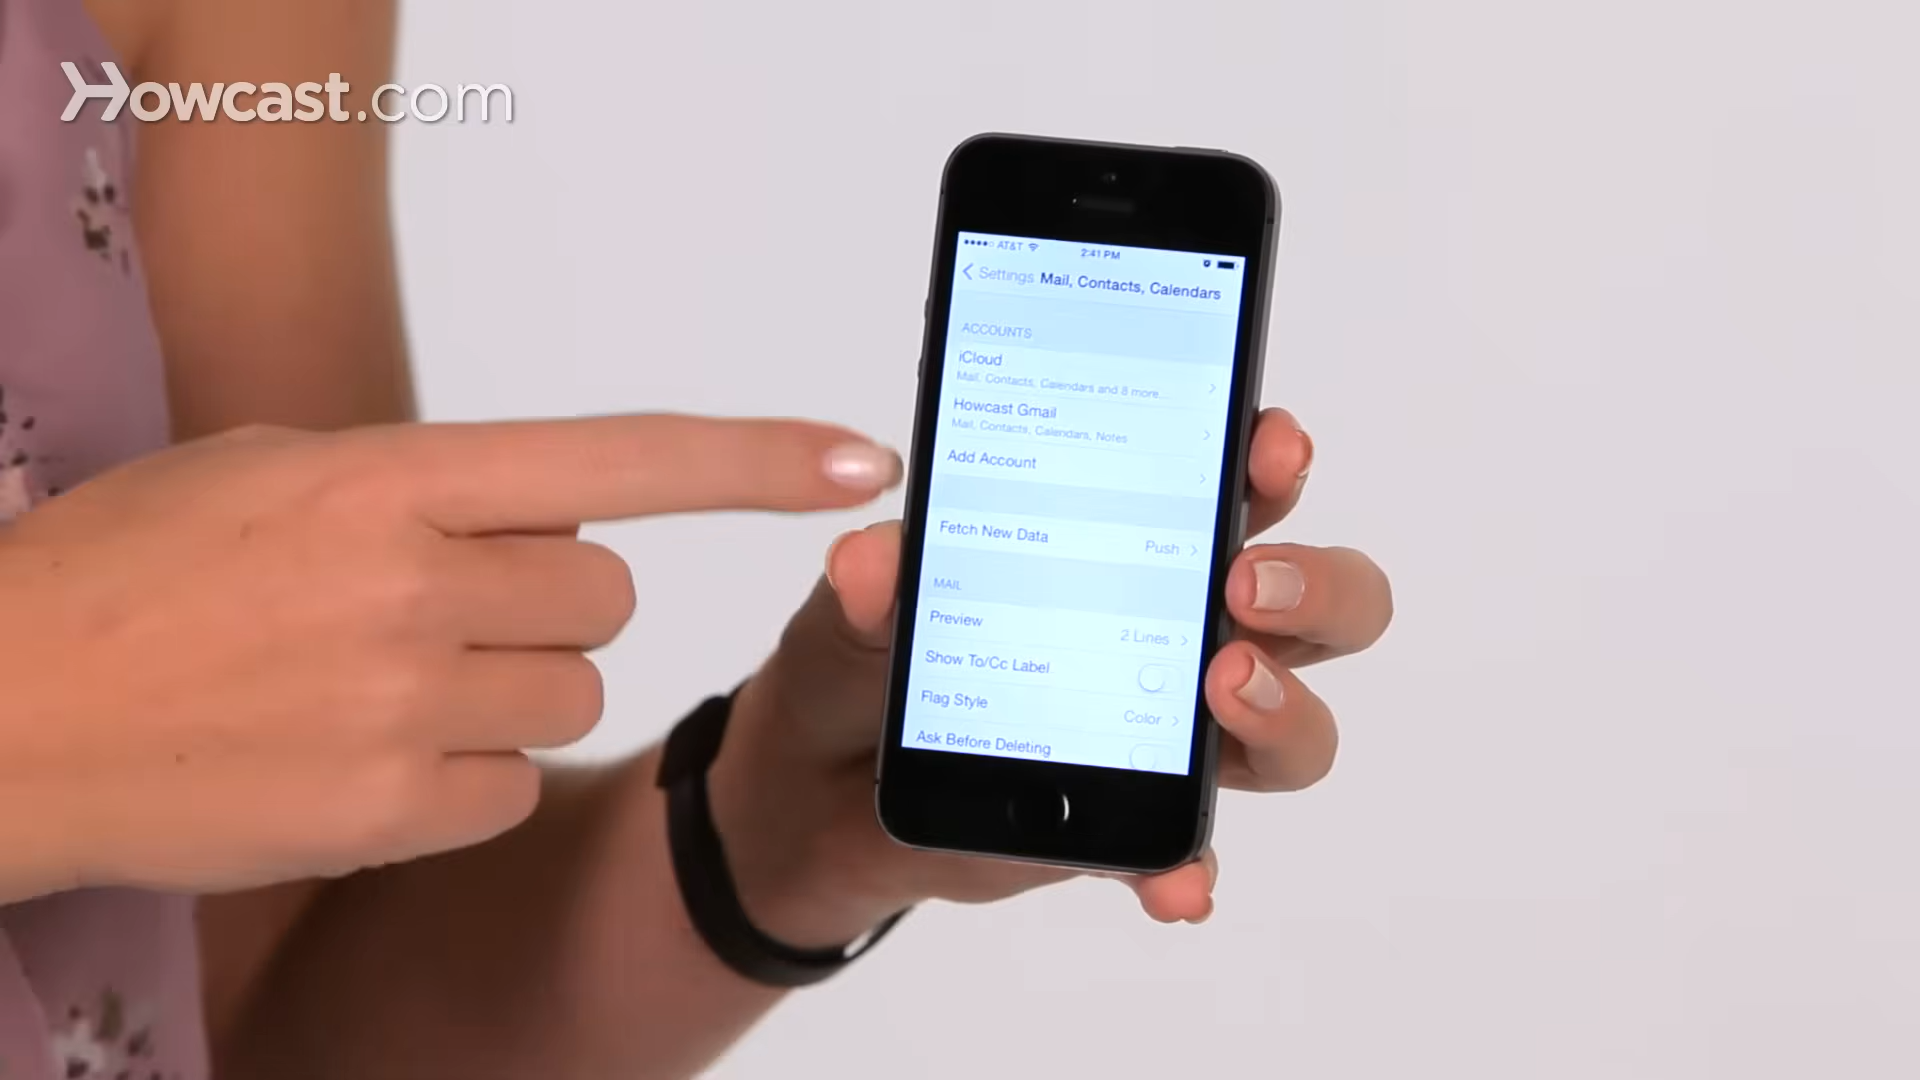 Howcast.com
AT&T 2:41 PM
Settings Mail, Contacts, Calendars
ACCOUNTS
iCloud
Mail, Contacts, Calendars and 8 more...
Howcast Gmail
Mail, Contacts, Calendars, Notes
Add Account
Fetch New Data Push
MAIL
Preview 2 Lines
Show To/Cc Label
Flag Style Color
Ask Before Deleting